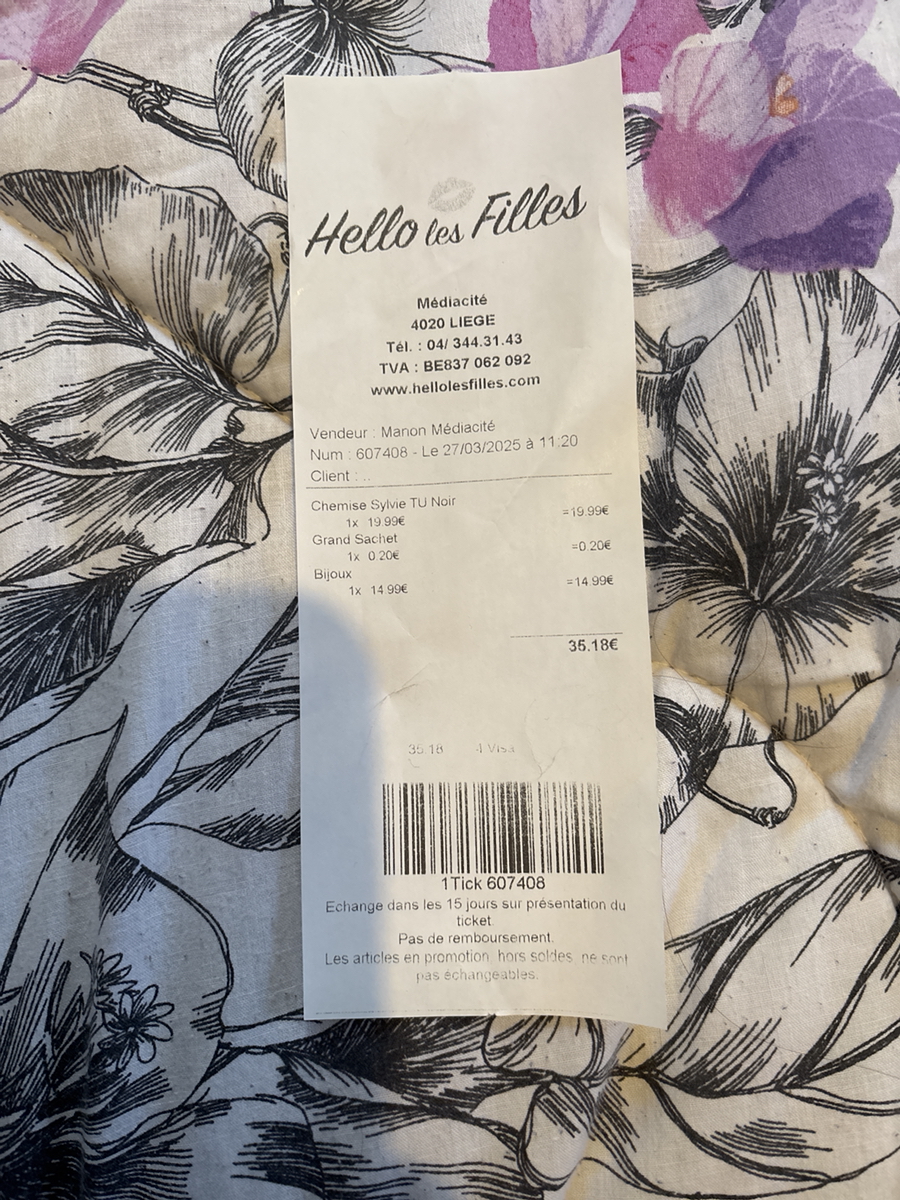 Hello les Filles
Médiacité
4020 LIEGE
Tél. : 04/ 344.31.43
TVA : BE837 062 092
www.hellolesfilles.com
Vendeur : Manon Médiacité
Num : 607408 - Le 27/03/2025 à 11:20
Client : ..
Chemise Sylvie TU Noir
1x 19.99€ =19.99€
Grand Sachet
1x 0.20€ =0.20€
Bijoux
1x 14.99€ =14.99€
35.18€
35.18 Visa
1Tick 607408
Echange dans les 15 jours sur présentation du
ticket.
Pas de remboursement.
Les articles en promotion, hors soldes, ne sont
pas échangeables.